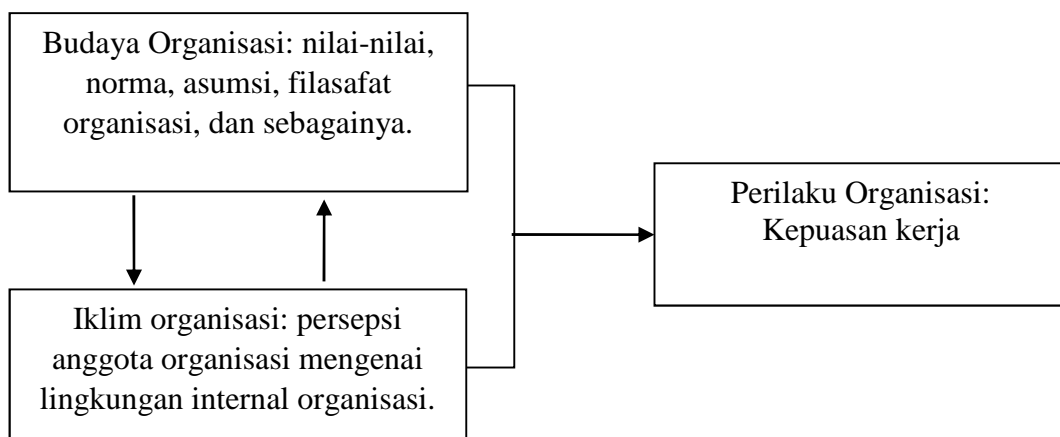 Budaya Organisasi: nilai-nilai,
norma, asumsi, filasafat
organisasi, dan sebagainya.
Perilaku Organisasi:
Kepuasan kerja
Iklim organisasi: persepsi
anggota organisasi mengenai
lingkungan internal organisasi.